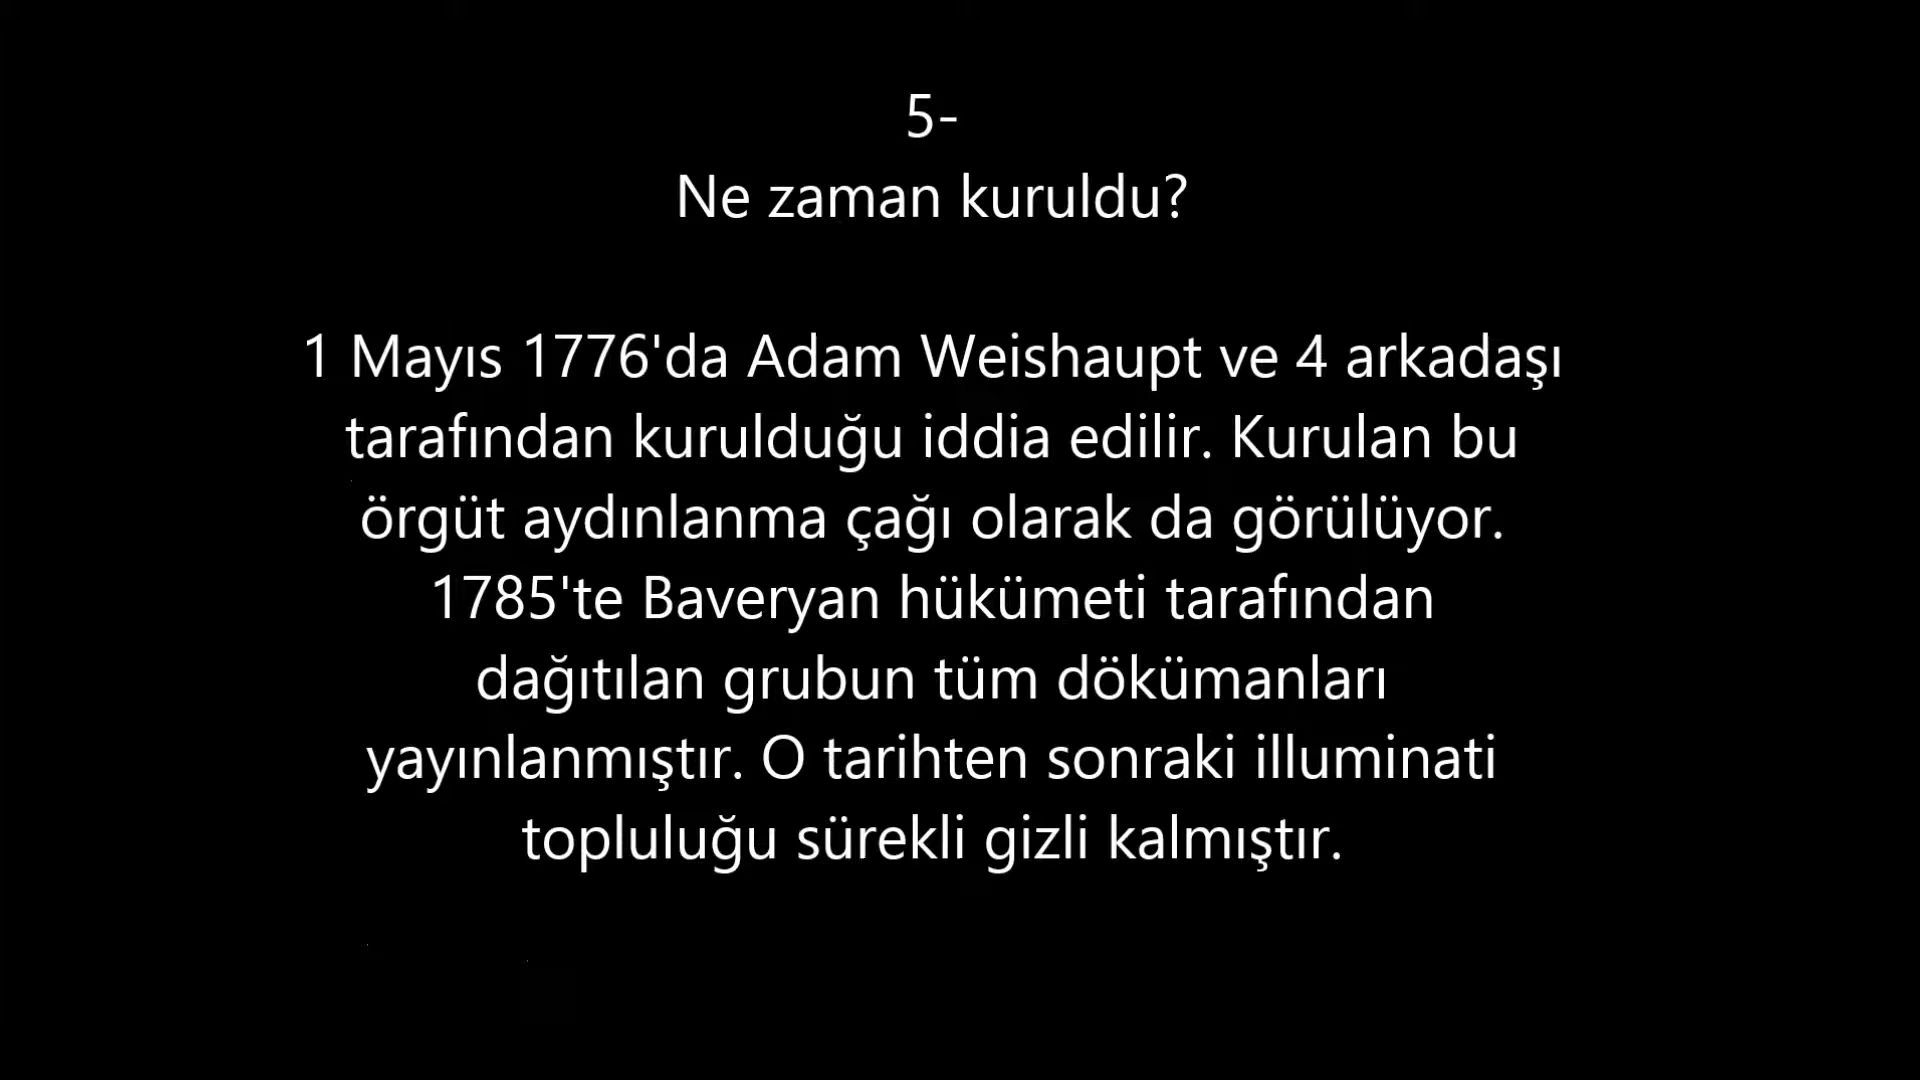 5-
Ne zaman kuruldu?
1 Mayıs 1776'da Adam Weishaupt ve 4 arkadaşı
tarafından kurulduğu iddia edilir. Kurulan bu
örgüt aydınlanma çağı olarak da görülüyor.
1785'te Baveryan hükümeti tarafından
dağıtılan grubun tüm dökümanları
yayınlanmıştır. O tarihten sonraki illuminati
topluluğu sürekli gizli kalmıştır.